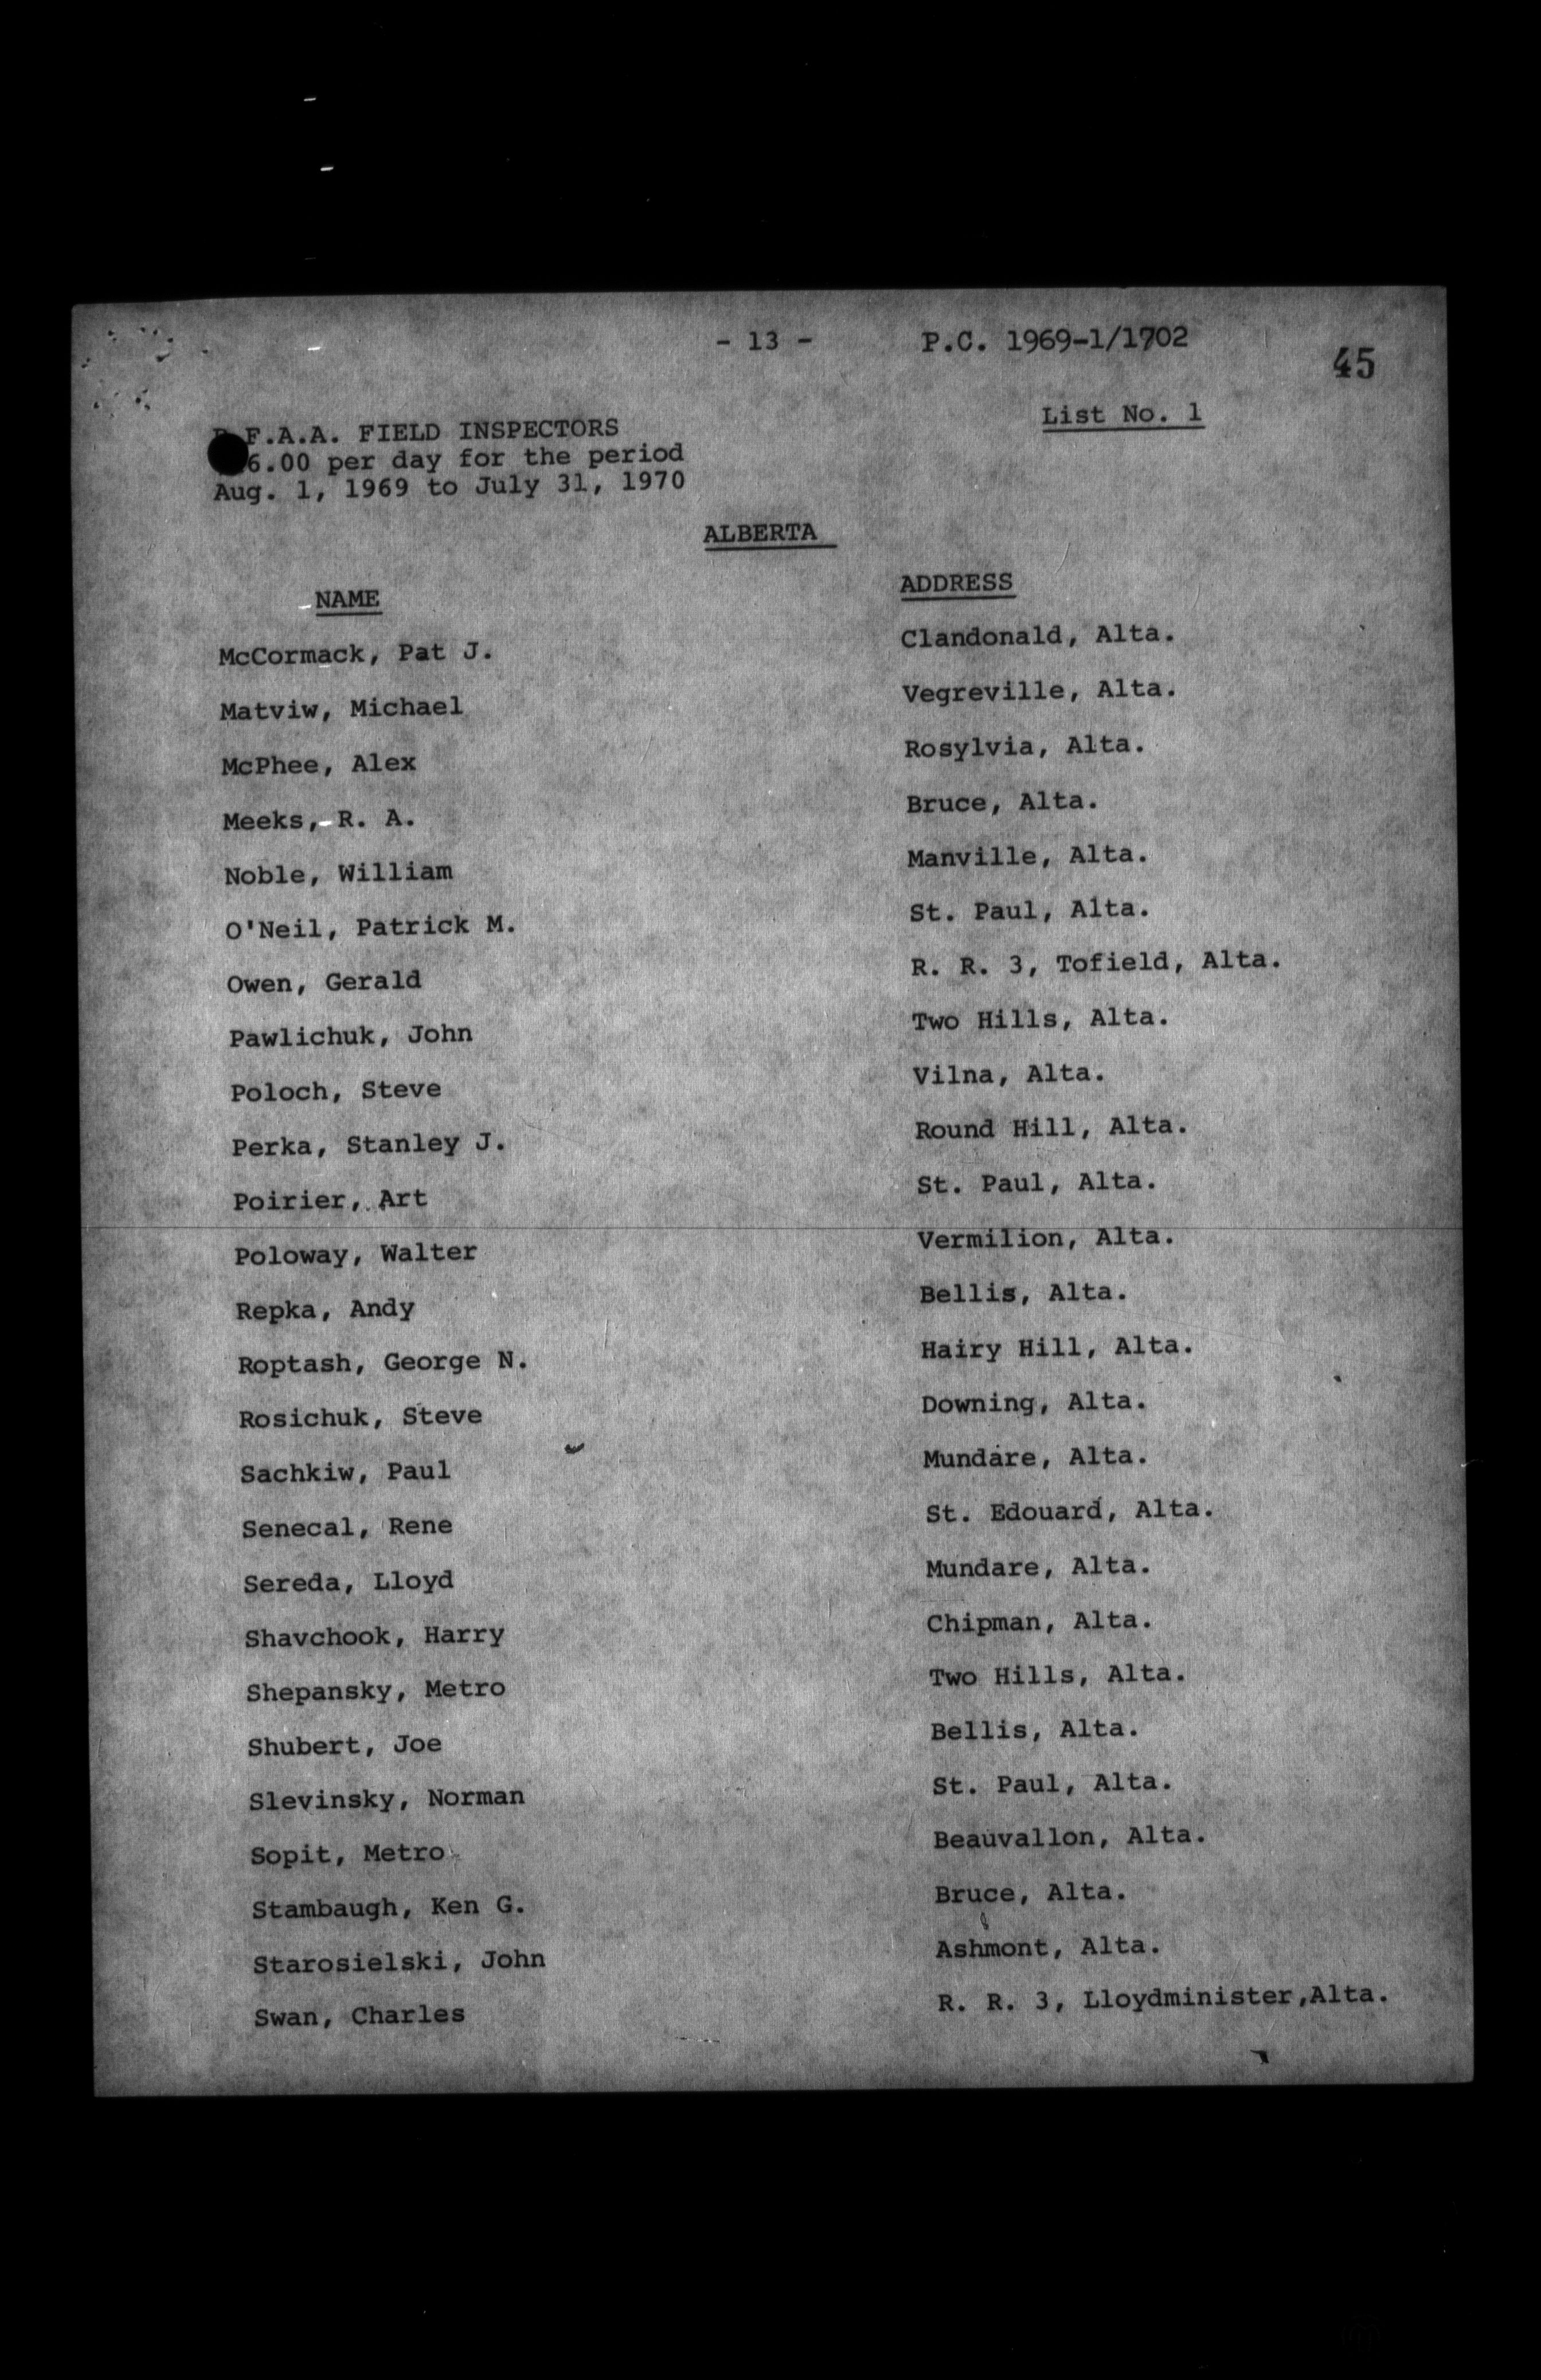 - 13 - P.C. 1969-1/1702
45
List No. 1
F.A.A. FIELD INSPECTORS
6.00 per day for the period
Aug. 1, 1969 to July 31, 1970
ALBERTA
NAME ADDRESS
McCormack, Pat J. Clandonald, Alta.
Matviw, Michael Vegreville, Alta.
McPhee, Alex Rosylvia, Alta.
Meeks, R. A. Bruce, Alta.
Noble, William Manville, Alta.
O'Neil, Patrick M. St. Paul, Alta.
Owen, Gerald R. R. 3, Tofield, Alta.
Pawlichuk, John Two Hills, Alta.
Poloch, Steve Vilna, Alta.
Perka, Stanley J. Round Hill, Alta.
Poirier, Art St. Paul, Alta.
Poloway, Walter Vermilion, Alta.
Repka, Andy Bellis, Alta.
Roptash, George N. Hairy Hill, Alta.
Rosichuk, Steve Downing, Alta.
Sachkiw, Paul Mundare, Alta.
Senecal, Rene St. Edouard, Alta.
Sereda, Lloyd Mundare, Alta.
Shavchook, Harry Chipman, Alta.
Shepansky, Metro Two Hills, Alta.
Shubert, Joe Bellis, Alta.
Slevinsky, Norman St. Paul, Alta.
Sopit, Metro Beauvallon, Alta.
Stambaugh, Ken G. Bruce, Alta.
Starosielski, John Ashmont, Alta.
Swan, Charles R. R. 3, Lloydminister,Alta.